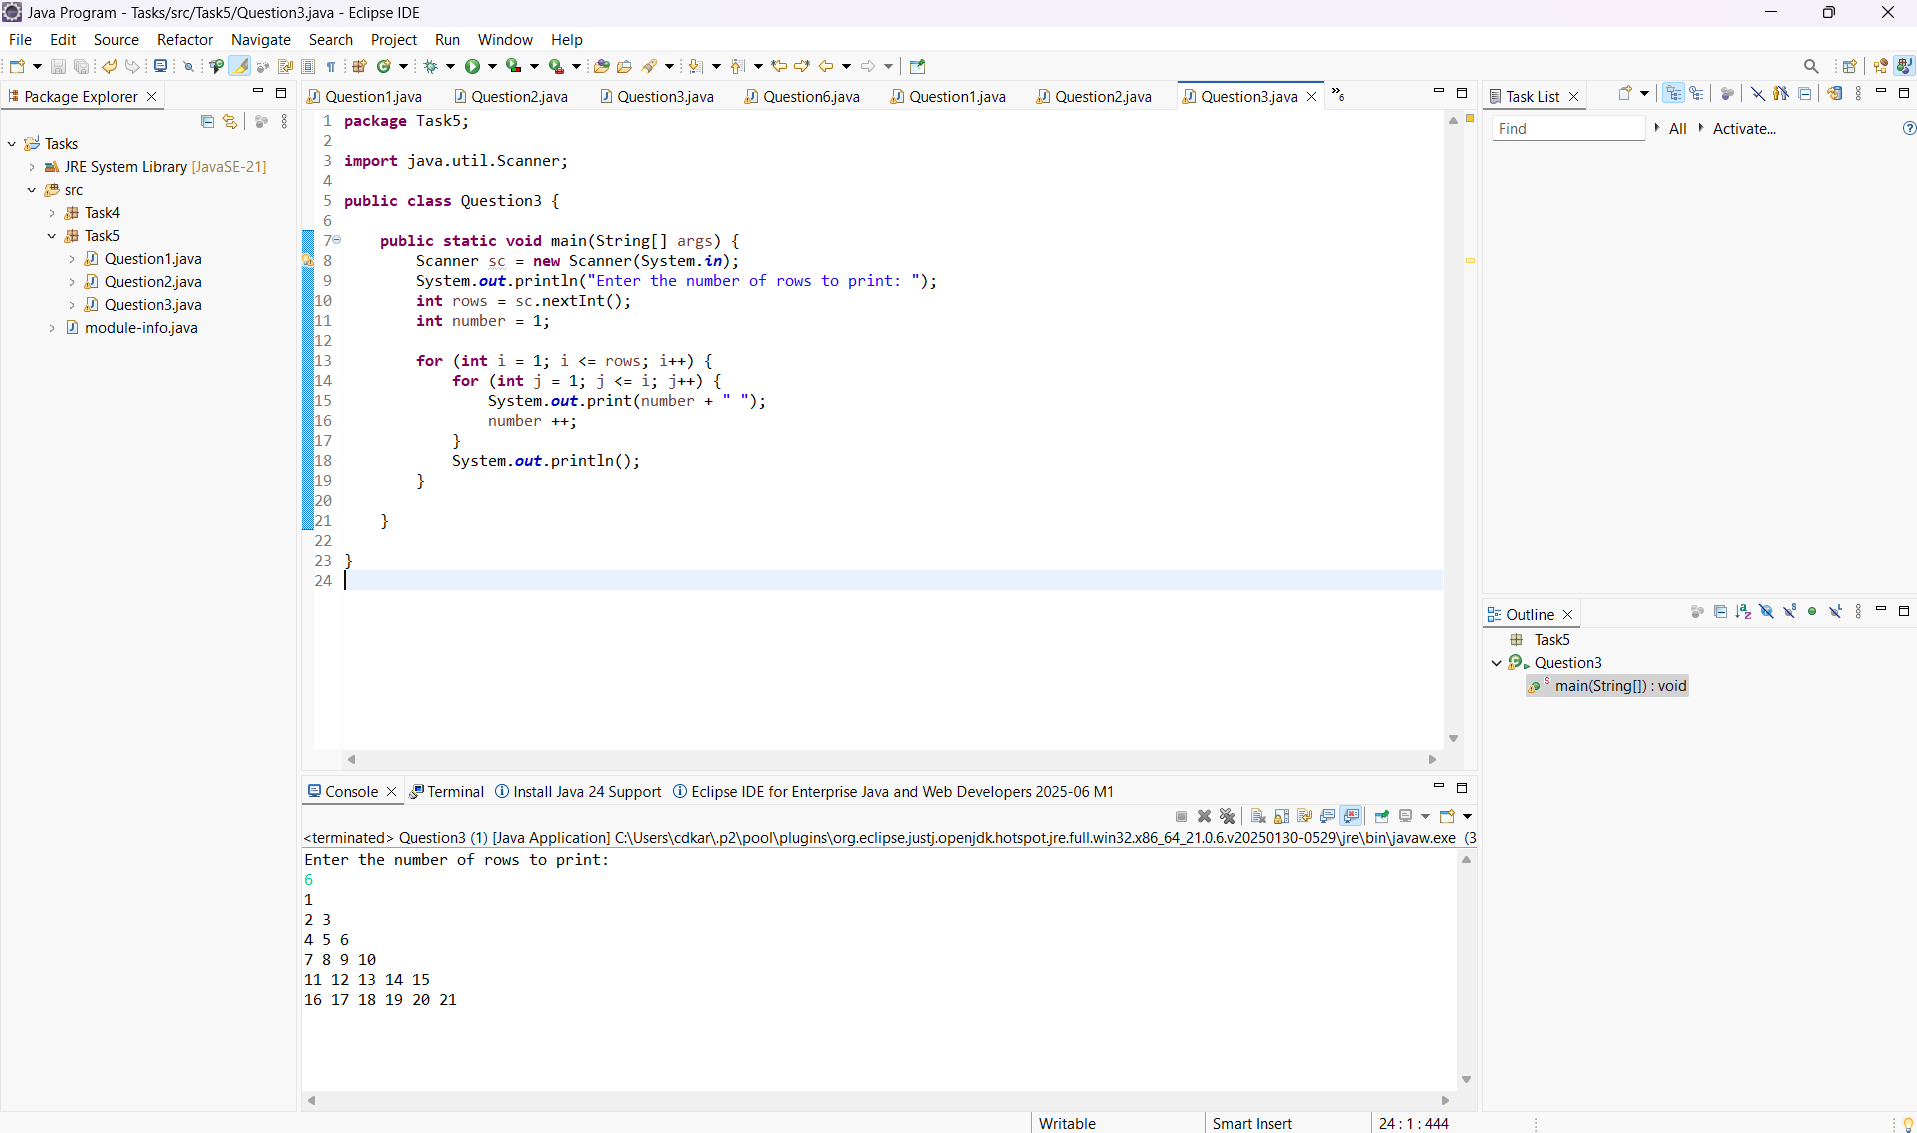 Java Program - Tasks/src/Task5/Question3.java - Eclipse IDE
File Edit Source Refactor Navigate Search Project Run Window Help
Package Explorer
Tasks
JRE System Library [JavaSE-21]
src
Task4
Task5
Question1.java
Question2.java
Question3.java
module-info.java
Question1.java Question2.java Question3.java Question6.java Question1.java Question2.java Question3.java »6
1 package Task5;
2
3 import java.util.Scanner;
4
5 public class Question3 {
6
7 public static void main(String[] args) {
8 Scanner sc = new Scanner(System.in);
9 System.out.println("Enter the number of rows to print: ");
10 int rows = sc.nextInt();
11 int number = 1;
12
13 for (int i = 1; i <= rows; i++) {
14 for (int j = 1; j <= i; j++) {
15 System.out.print(number + " ");
16 number ++;
17 }
18 System.out.println();
19 }
20
21 }
22
23 }
24
Task List
Find All Activate...
Outline
Task5
Question3
main(String[]) : void
Console Terminal Install Java 24 Support Eclipse IDE for Enterprise Java and Web Developers 2025-06 M1
<terminated> Question3 (1) [Java Application] C:\Users\cdkar\.p2\pool\plugins\org.eclipse.justj.openjdk.hotspot.jre.full.win32.x86_64_21.0.6.v20250130-0529\jre\bin\javaw.exe (3
Enter the number of rows to print:
6
1
2 3
4 5 6
7 8 9 10
11 12 13 14 15
16 17 18 19 20 21
Writable Smart Insert 24 : 1 : 444